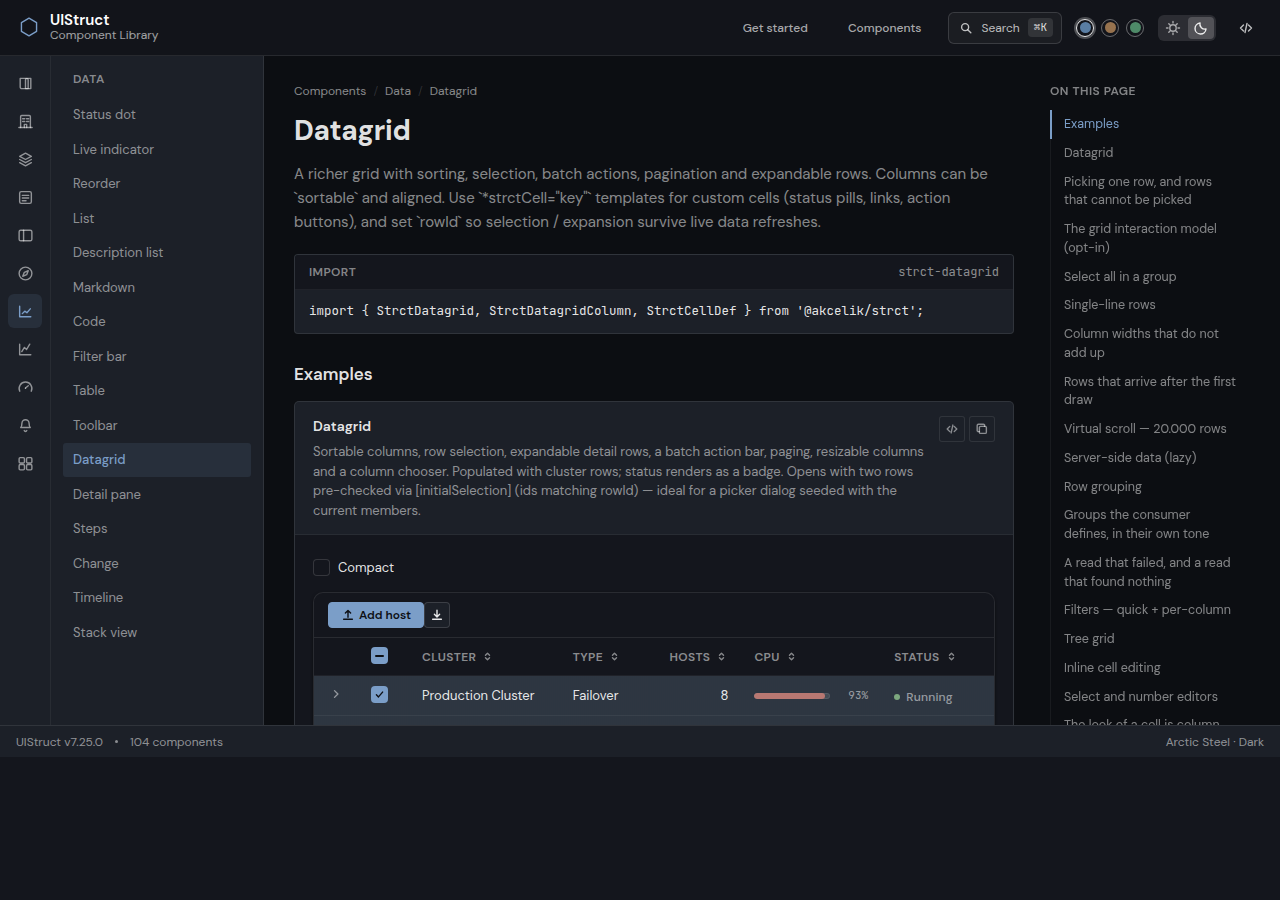 UIStruct
Component Library
Get started
Components
Search ⌘K
DATA
Status dot
Live indicator
Reorder
List
Description list
Markdown
Code
Filter bar
Table
Toolbar
Datagrid
Detail pane
Steps
Change
Timeline
Stack view
Components / Data / Datagrid
Datagrid
A richer grid with sorting, selection, batch actions, pagination and expandable rows. Columns can be
`sortable` and aligned. Use `*strctCell="key"` templates for custom cells (status pills, links, action
buttons), and set `rowId` so selection / expansion survive live data refreshes.
IMPORT strct-datagrid
import { StrctDatagrid, StrctDatagridColumn, StrctCellDef } from '@akcelik/strct';
Examples
Datagrid
Sortable columns, row selection, expandable detail rows, a batch action bar, paging, resizable columns
and a column chooser. Populated with cluster rows; status renders as a badge. Opens with two rows
pre-checked via [initialSelection] (ids matching rowId) — ideal for a picker dialog seeded with the
current members.
Compact
Add host
CLUSTER TYPE HOSTS CPU STATUS
Production Cluster Failover 8 93% Running
ON THIS PAGE
Examples
Datagrid
Picking one row, and rows
that cannot be picked
The grid interaction model
(opt-in)
Select all in a group
Single-line rows
Column widths that do not
add up
Rows that arrive after the first
draw
Virtual scroll — 20.000 rows
Server-side data (lazy)
Row grouping
Groups the consumer
defines, in their own tone
A read that failed, and a read
that found nothing
Filters — quick + per-column
Tree grid
Inline cell editing
Select and number editors
The look of a cell is column
UIStruct v7.25.0 • 104 components
Arctic Steel · Dark